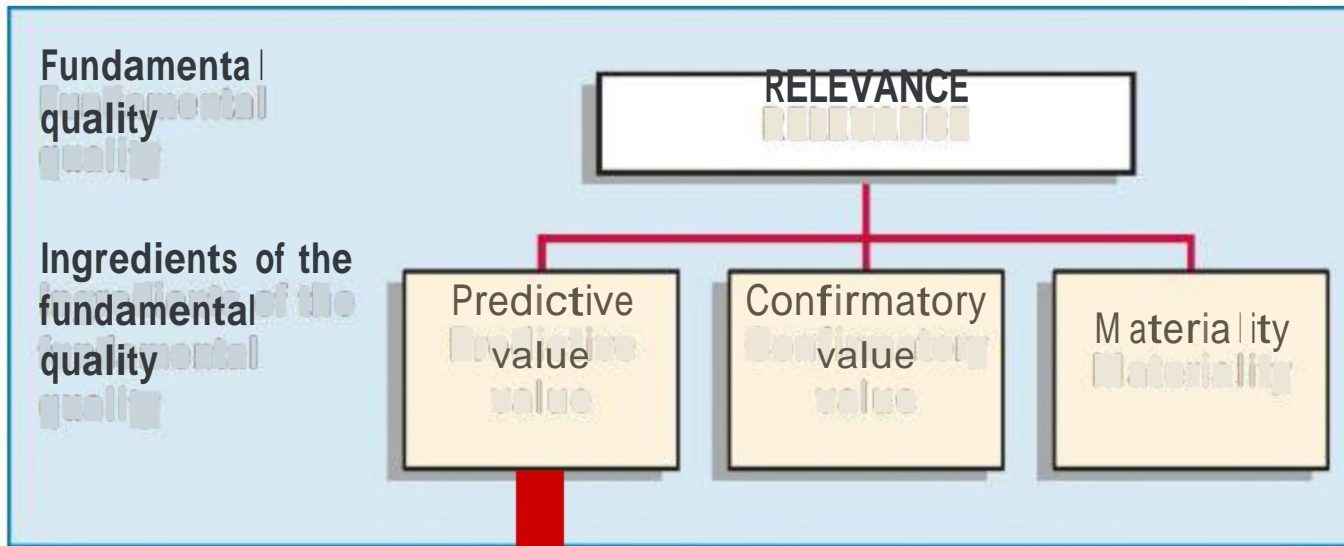 Fundamental
quality
RELEVANCE
Ingredients of the
fundamental
quality
Predictive
value
Confirmatory
value
Materiality